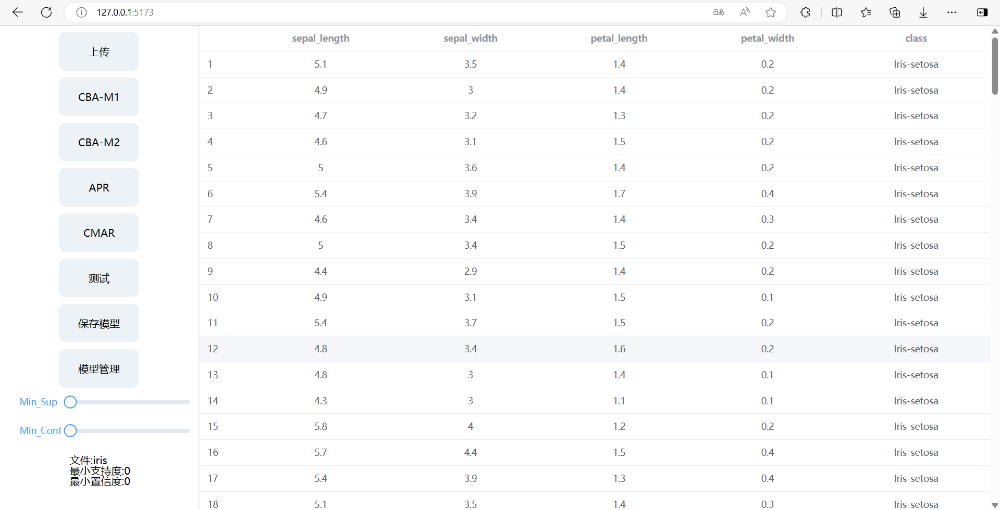 127.0.0.1:5173
上传
CBA-M1
CBA-M2
APR
CMAR
测试
保存模型
模型管理
Min_Sup
Min_Conf
文件:iris
最小支持度:0
最小置信度:0
sepal_length sepal_width petal_length petal_width class
1 5.1 3.5 1.4 0.2 Iris-setosa
2 4.9 3 1.4 0.2 Iris-setosa
3 4.7 3.2 1.3 0.2 Iris-setosa
4 4.6 3.1 1.5 0.2 Iris-setosa
5 5 3.6 1.4 0.2 Iris-setosa
6 5.4 3.9 1.7 0.4 Iris-setosa
7 4.6 3.4 1.4 0.3 Iris-setosa
8 5 3.4 1.5 0.2 Iris-setosa
9 4.4 2.9 1.4 0.2 Iris-setosa
10 4.9 3.1 1.5 0.1 Iris-setosa
11 5.4 3.7 1.5 0.2 Iris-setosa
12 4.8 3.4 1.6 0.2 Iris-setosa
13 4.8 3 1.4 0.1 Iris-setosa
14 4.3 3 1.1 0.1 Iris-setosa
15 5.8 4 1.2 0.2 Iris-setosa
16 5.7 4.4 1.5 0.4 Iris-setosa
17 5.4 3.9 1.3 0.4 Iris-setosa
18 5.1 3.5 1.4 0.3 Iris-setosa